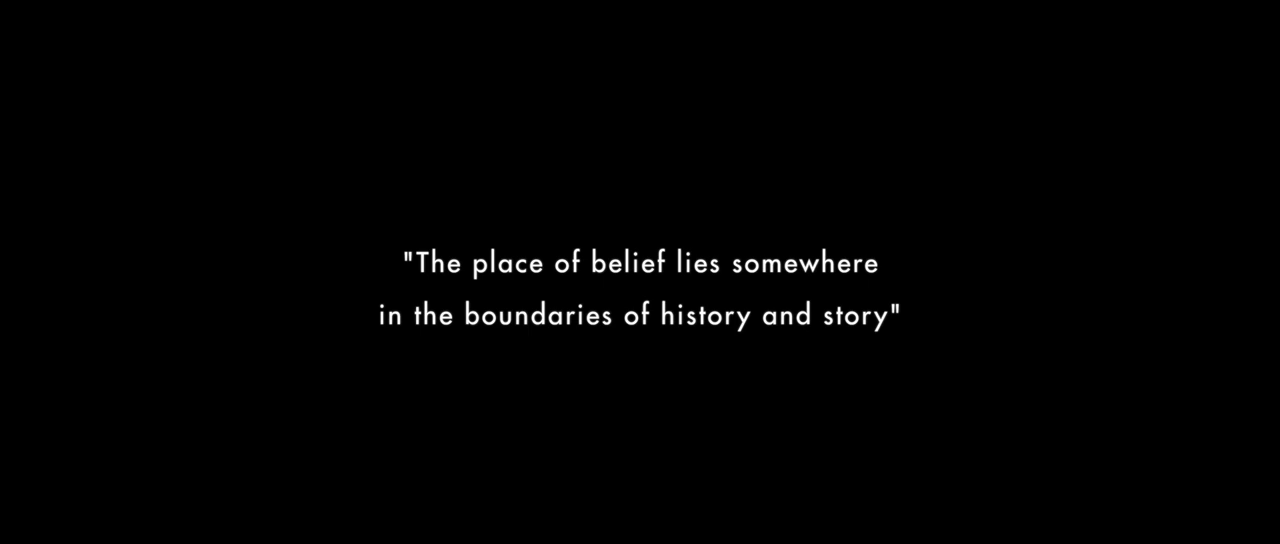 "The place of belief lies somewhere
in the boundaries of history and story"